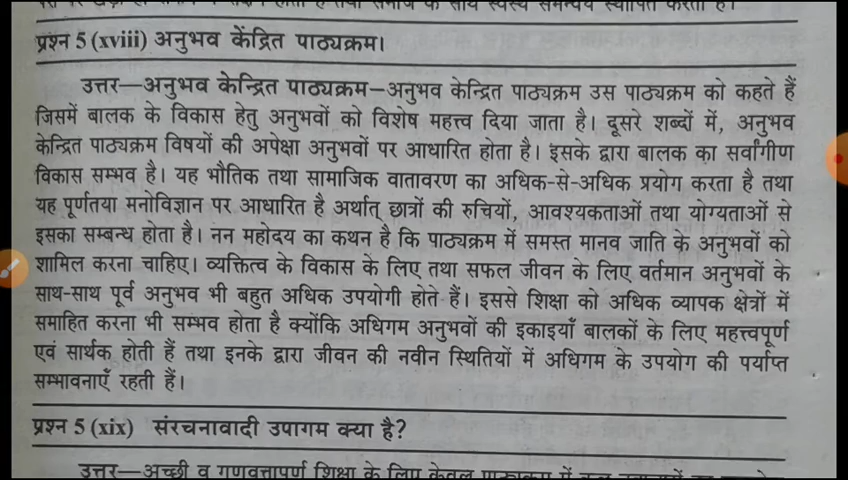 प्रश्न 5 (xviii) अनुभव केंद्रित पाठ्यक्रम।
उत्तर—अनुभव केन्द्रित पाठ्यक्रम—अनुभव केन्द्रित पाठ्यक्रम उस पाठ्यक्रम को कहते हैं
जिसमें बालक के विकास हेतु अनुभवों को विशेष महत्त्व दिया जाता है। दूसरे शब्दों में, अनुभव
केन्द्रित पाठ्यक्रम विषयों की अपेक्षा अनुभवों पर आधारित होता है। इसके द्वारा बालक का सर्वांगीण
विकास सम्भव है। यह भौतिक तथा सामाजिक वातावरण का अधिक-से-अधिक प्रयोग करता है तथा
यह पूर्णतया मनोविज्ञान पर आधारित है अर्थात् छात्रों की रुचियों, आवश्यकताओं तथा योग्यताओं से
इसका सम्बन्ध होता है। नन महोदय का कथन है कि पाठ्यक्रम में समस्त मानव जाति के अनुभवों को
शामिल करना चाहिए। व्यक्तित्व के विकास के लिए तथा सफल जीवन के लिए वर्तमान अनुभवों के
साथ-साथ पूर्व अनुभव भी बहुत अधिक उपयोगी होते हैं। इससे शिक्षा को अधिक व्यापक क्षेत्रों में
समाहित करना भी सम्भव होता है क्योंकि अधिगम अनुभवों की इकाइयाँ बालकों के लिए महत्त्वपूर्ण
एवं सार्थक होती हैं तथा इनके द्वारा जीवन की नवीन स्थितियों में अधिगम के उपयोग की पर्याप्त
सम्भावनाएँ रहती हैं।
प्रश्न 5 (xix) संरचनावादी उपागम क्या है?
उत्तर—अच्छी व गुणवत्तापूर्ण शिक्षा के लिए केवल पाठ्यक्रम में